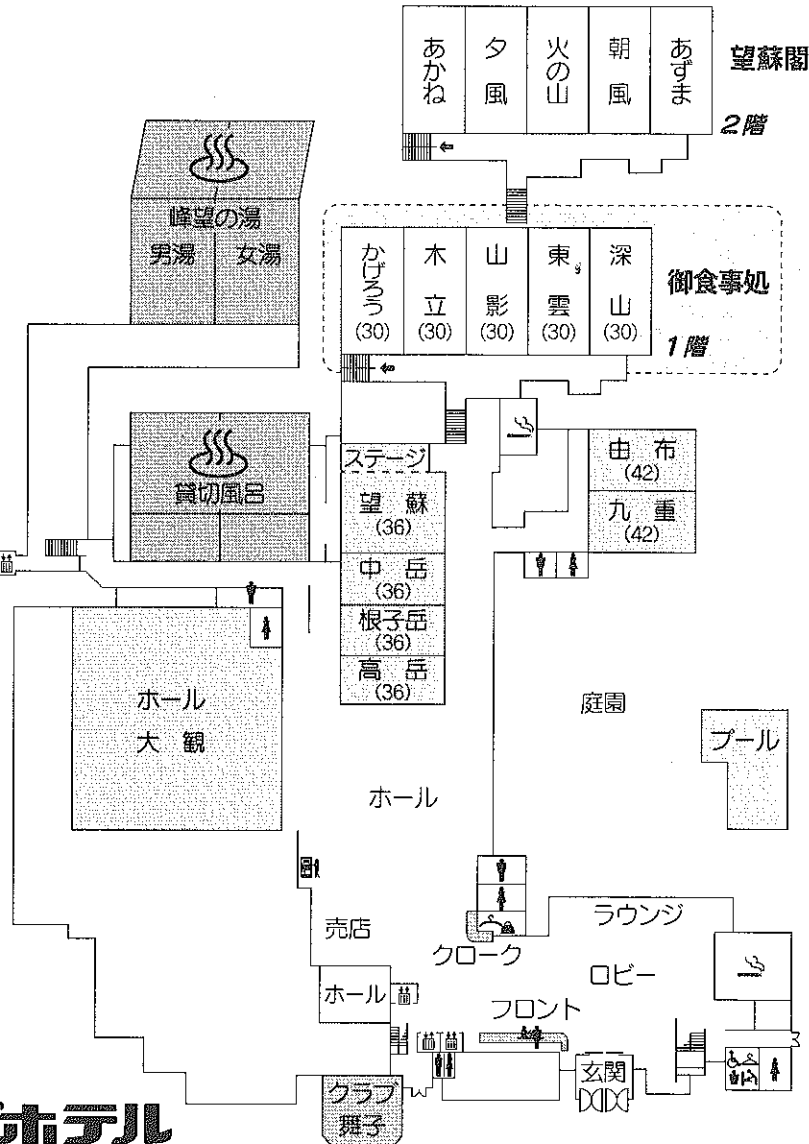 あかね
夕風
火の山
朝風
あずま
望蘇閣
2階
峰望の湯
男湯
女湯
かげろう
(30)
木立
(30)
山影
(30)
東雲
(30)
深山
(30)
御食事処
1階
貸切風呂
ステージ
望蘇
(36)
中岳
(36)
根子岳
(36)
高岳
(36)
由布
(42)
九重
(42)
ホール
大観
庭園
プール
ホール
売店
クローク
ラウンジ
ロビー
ホール
フロント
玄関
クラブ
舞子
ホテル